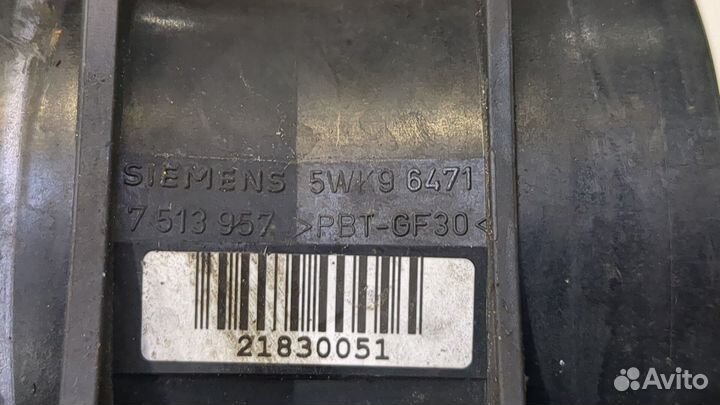 SIEMENS 5WK9 6471
7 513 957 >PBT-GF30<
21830051
Avito